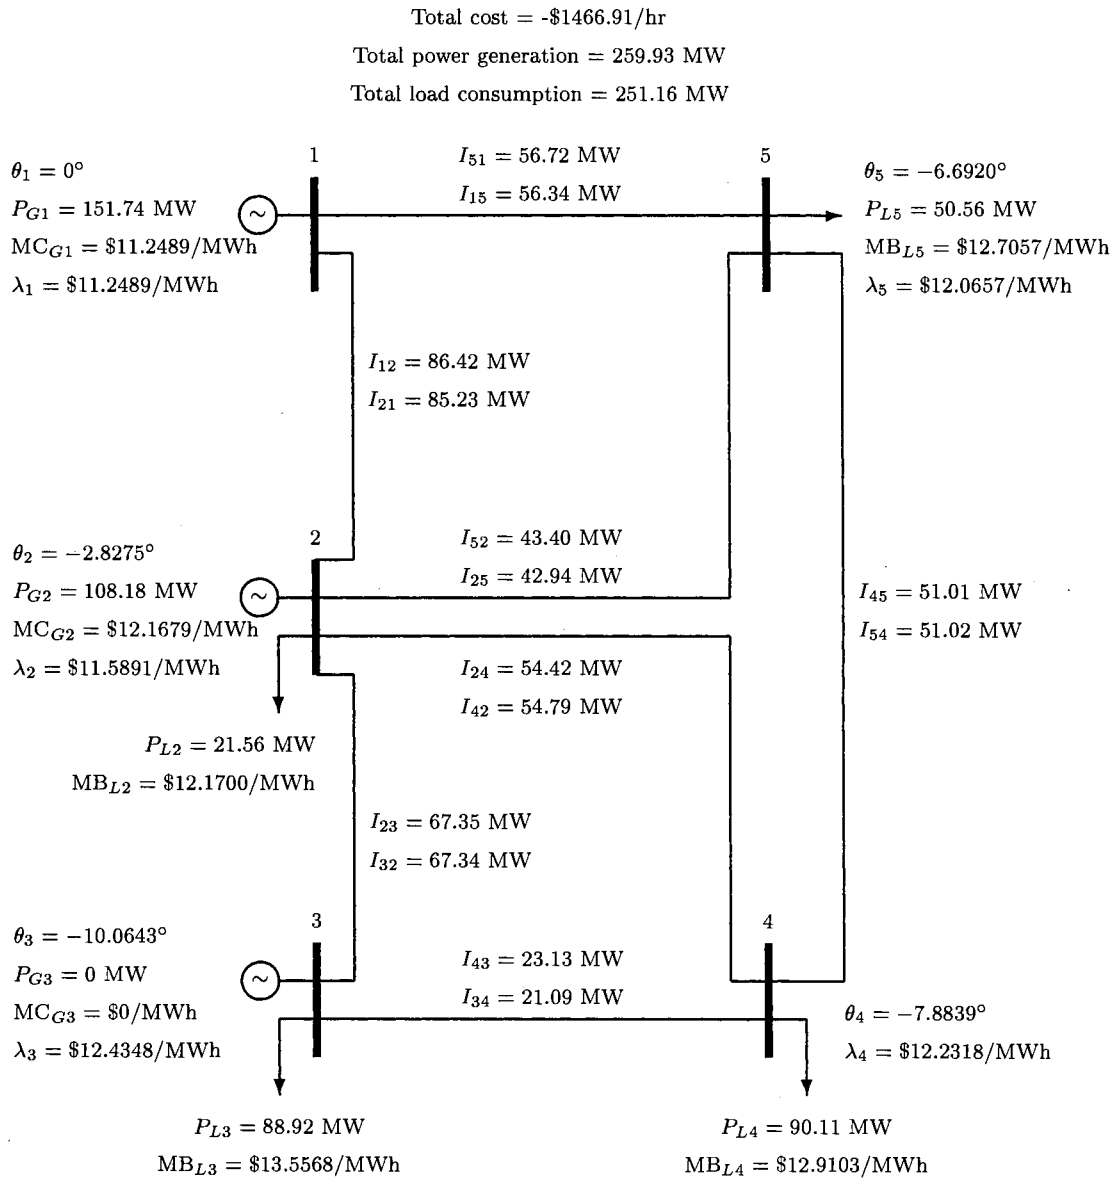 Total cost = -$1466.91/hr
Total power generation = 259.93 MW
Total load consumption = 251.16 MW
θ1 = 0°
PG1 = 151.74 MW
MCG1 = $11.2489/MWh
λ1 = $11.2489/MWh
1
~
I51 = 56.72 MW
I15 = 56.34 MW
5
θ5 = −6.6920°
PL5 = 50.56 MW
MBL5 = $12.7057/MWh
λ5 = $12.0657/MWh
I12 = 86.42 MW
I21 = 85.23 MW
θ2 = −2.8275°
PG2 = 108.18 MW
MCG2 = $12.1679/MWh
λ2 = $11.5891/MWh
2
~
I52 = 43.40 MW
I25 = 42.94 MW
I45 = 51.01 MW
I54 = 51.02 MW
I24 = 54.42 MW
I42 = 54.79 MW
PL2 = 21.56 MW
MBL2 = $12.1700/MWh
I23 = 67.35 MW
I32 = 67.34 MW
θ3 = −10.0643°
PG3 = 0 MW
MCG3 = $0/MWh
λ3 = $12.4348/MWh
3
~
I43 = 23.13 MW
I34 = 21.09 MW
4
θ4 = −7.8839°
λ4 = $12.2318/MWh
PL3 = 88.92 MW
MBL3 = $13.5568/MWh
PL4 = 90.11 MW
MBL4 = $12.9103/MWh